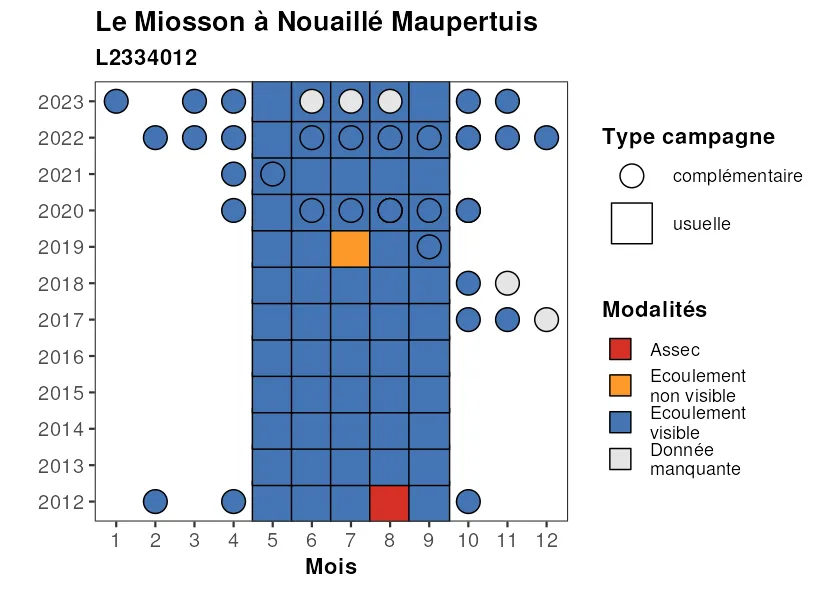 Le Miosson à Nouaillé Maupertuis
L2334012
2023
2022
2021
2020
2019
2018
2017
2016
2015
2014
2013
2012
1 2 3 4 5 6 7 8 9 10 11 12
Mois
Type campagne
complémentaire
usuelle
Modalités
Assec
Ecoulement
non visible
Ecoulement
visible
Donnée
manquante